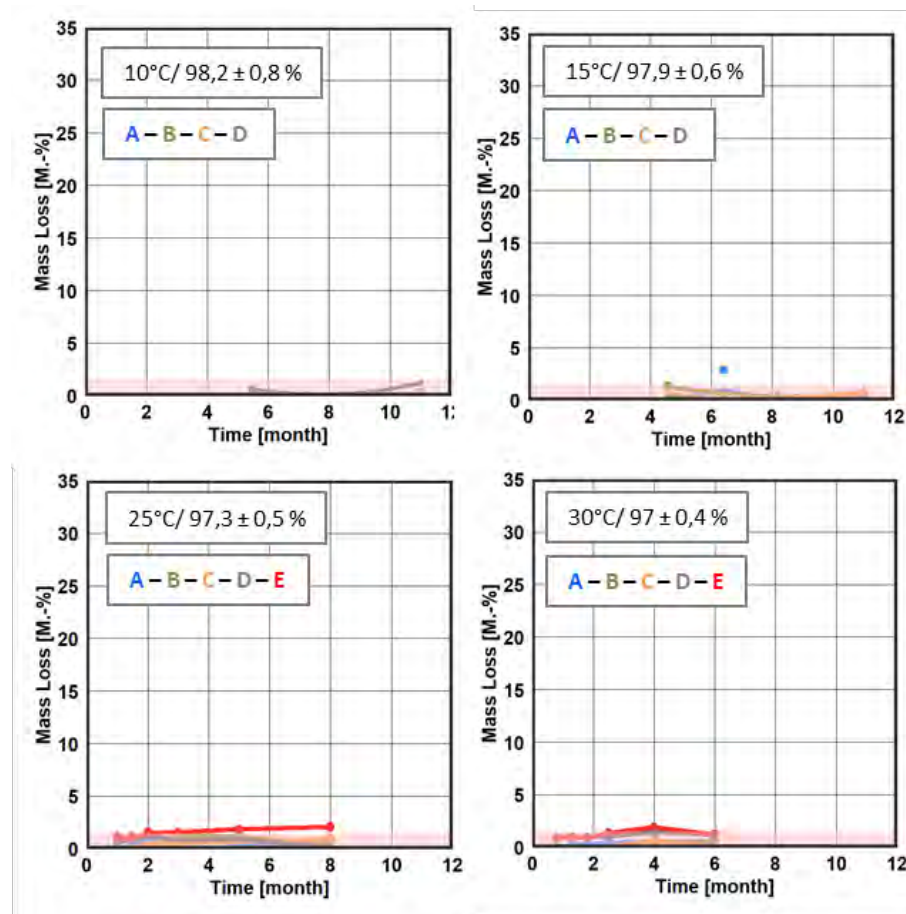 35
30
25
20
15
10
5
0
Mass Loss [M.-%]
10°C/ 98,2 ± 0,8 %
A – B – C – D
0 2 4 6 8 10 12
Time [month]
35
30
25
20
15
10
5
0
Mass Loss [M.-%]
15°C/ 97,9 ± 0,6 %
A – B – C – D
0 2 4 6 8 10 12
Time [month]
35
30
25
20
15
10
5
0
Mass Loss [M.-%]
25°C/ 97,3 ± 0,5 %
A – B – C – D – E
0 2 4 6 8 10 12
Time [month]
35
30
25
20
15
10
5
0
Mass Loss [M.-%]
30°C/ 97 ± 0,4 %
A – B – C – D – E
0 2 4 6 8 10 12
Time [month]